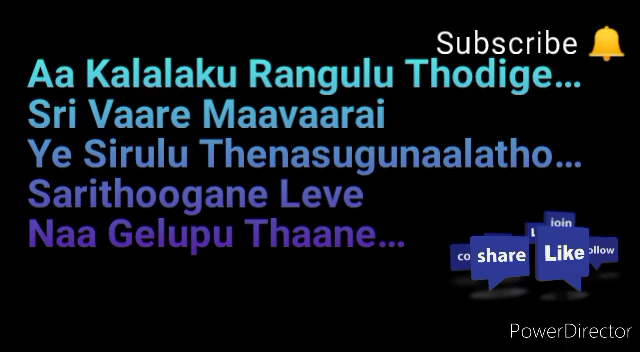 Subscribe
Aa Kalalaku Rangulu Thodige...
Sri Vaare Maavaarai
Ye Sirulu Thenasugunaalatho...
Sarithoogane Leve
Naa Gelupu Thaane...
join
share
Like
PowerDirector